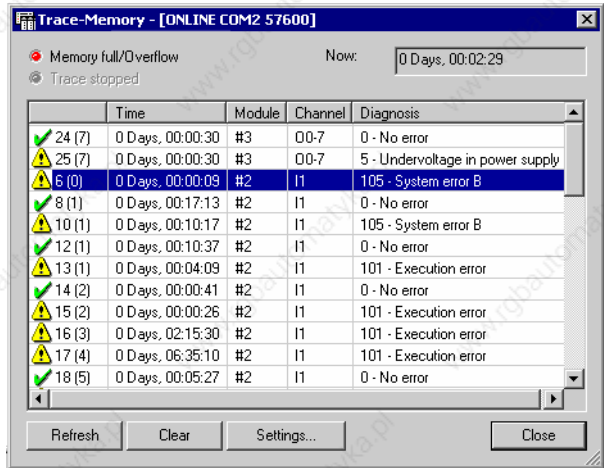 Trace-Memory - [ONLINE COM2 57600]
Memory full/Overflow Now: 0 Days, 00:02:29
Trace stopped
Time Module Channel Diagnosis
24 (7) 0 Days, 00:00:30 #3 O0-7 0 - No error
25 (7) 0 Days, 00:00:30 #3 O0-7 5 - Undervoltage in power supply
6 (0) 0 Days, 00:00:09 #2 I1 105 - System error B
8 (1) 0 Days, 00:17:13 #2 I1 0 - No error
10 (1) 0 Days, 00:10:17 #2 I1 105 - System error B
12 (1) 0 Days, 00:10:37 #2 I1 0 - No error
13 (1) 0 Days, 00:04:09 #2 I1 101 - Execution error
14 (2) 0 Days, 00:00:41 #2 I1 0 - No error
15 (2) 0 Days, 00:00:26 #2 I1 101 - Execution error
16 (3) 0 Days, 02:15:30 #2 I1 101 - Execution error
17 (4) 0 Days, 06:35:10 #2 I1 101 - Execution error
18 (5) 0 Days, 00:05:27 #2 I1 0 - No error
Refresh Clear Settings... Close